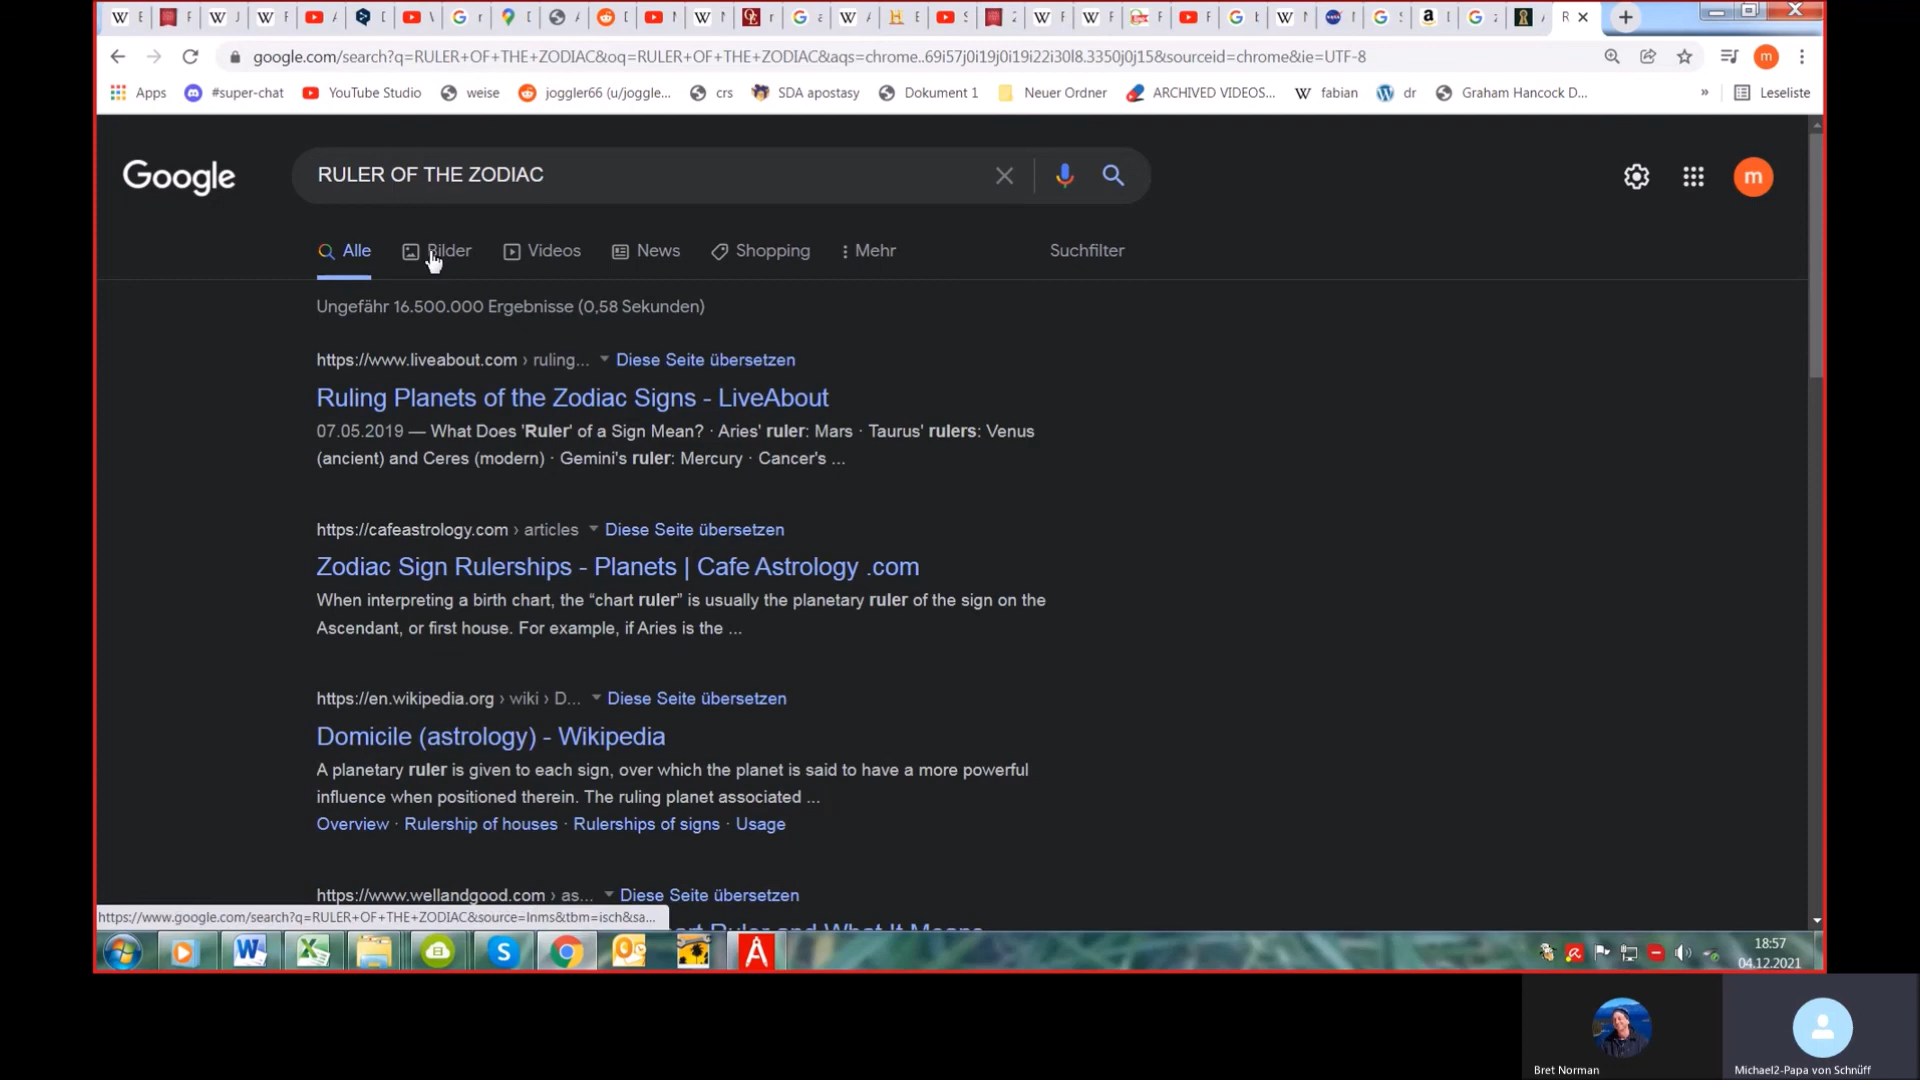 google.com/search?q=RULER+OF+THE+ZODIAC&oq=RULER+OF+THE+ZODIAC&aqs=chrome..69i57j0i19j0i19i22i30l8.3350j0j15&sourceid=chrome&ie=UTF-8
Apps #super-chat YouTube Studio weise joggler66 (u/joggle... crs SDA apostasy Dokument 1 Neuer Ordner ARCHIVED VIDEOS... fabian dr Graham Hancock D... » Leseliste
Google RULER OF THE ZODIAC m
Alle Bilder Videos News Shopping Mehr Suchfilter
Ungefähr 16.500.000 Ergebnisse (0,58 Sekunden)
https://www.liveabout.com › ruling... Diese Seite übersetzen
Ruling Planets of the Zodiac Signs - LiveAbout
07.05.2019 — What Does 'Ruler' of a Sign Mean? · Aries' ruler: Mars · Taurus' rulers: Venus
(ancient) and Ceres (modern) · Gemini's ruler: Mercury · Cancer's ...
https://cafeastrology.com › articles Diese Seite übersetzen
Zodiac Sign Rulerships - Planets | Cafe Astrology .com
When interpreting a birth chart, the “chart ruler” is usually the planetary ruler of the sign on the
Ascendant, or first house. For example, if Aries is the ...
https://en.wikipedia.org › wiki › D... Diese Seite übersetzen
Domicile (astrology) - Wikipedia
A planetary ruler is given to each sign, over which the planet is said to have a more powerful
influence when positioned therein. The ruling planet associated ...
Overview · Rulership of houses · Rulerships of signs · Usage
https://www.wellandgood.com › as... Diese Seite übersetzen
Ruler and What It Means
https://www.google.com/search?q=RULER+OF+THE+ZODIAC&source=lnms&tbm=isch&sa...
18:57
04.12.2021
Bret Norman
Michael2-Papa von Schnüff